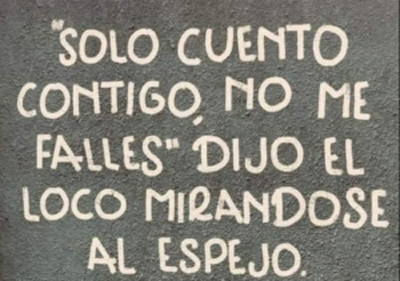 "SOLO CUENTO
CONTIGO, NO ME
FALLES" DIJO EL
LOCO MIRANDOSE
AL ESPEJO.